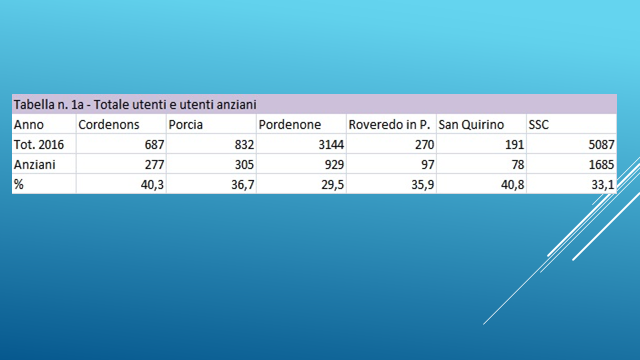 Tabella n. 1a - Totale utenti e utenti anziani
Anno Cordenons Porcia Pordenone Roveredo in P. San Quirino SSC
Tot. 2016 687 832 3144 270 191 5087
Anziani 277 305 929 97 78 1685
% 40,3 36,7 29,5 35,9 40,8 33,1